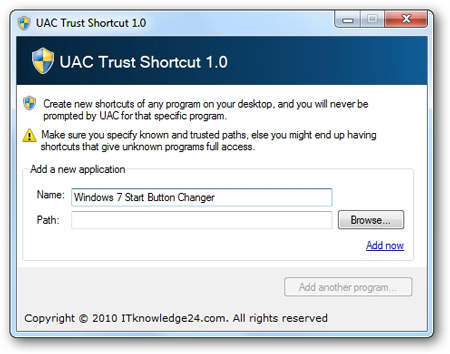 UAC Trust Shortcut 1.0
UAC Trust Shortcut 1.0
Create new shortcuts of any program on your desktop, and you will never be
prompted by UAC for that specific program.
Make sure you specify known and trusted paths, else you might end up having
shortcuts that give unknown programs full access.
Add a new application
Name: Windows 7 Start Button Changer
Path: Browse...
Add now
Add another program...
Copyright © 2010 ITknowledge24.com. All rights reserved